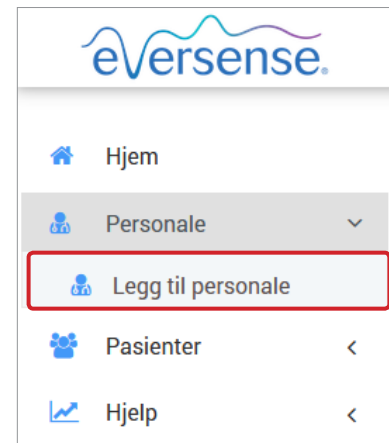 eversense®
Hjem
Personale
Legg til personale
Pasienter
Hjelp